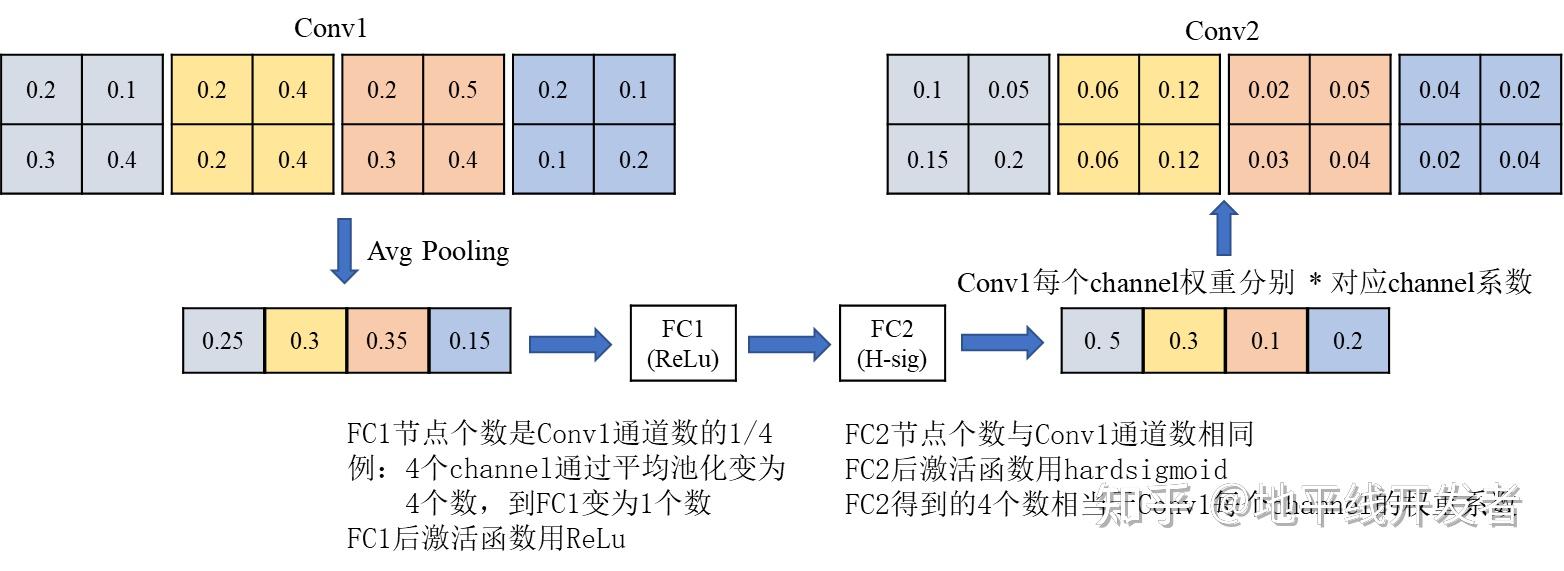 Conv1
Conv2
0.2 0.1 0.2 0.4 0.2 0.5 0.2 0.1
0.3 0.4 0.2 0.4 0.3 0.4 0.1 0.2
0.1 0.05 0.06 0.12 0.02 0.05 0.04 0.02
0.15 0.2 0.06 0.12 0.03 0.04 0.02 0.04
Avg Pooling
Conv1每个channel权重分别 * 对应channel系数
0.25 0.3 0.35 0.15
FC1
(ReLu)
FC2
(H-sig)
0. 5 0.3 0.1 0.2
FC1节点个数是Conv1通道数的1/4
例：4个channel通过平均池化变为
4个数，到FC1变为1个数
FC1后激活函数用ReLu
FC2节点个数与Conv1通道数相同
FC2后激活函数用hardsigmoid
FC2得到的4个数相当于Conv1每个channel的权重系数
知乎 @地平线开发者